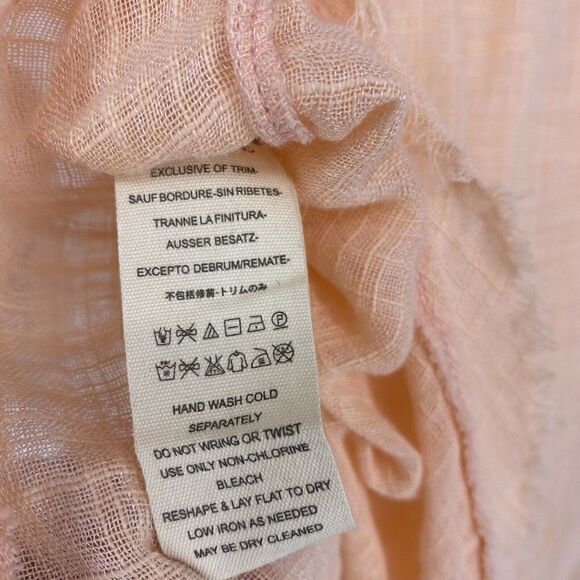 EXCLUSIVE OF TRIM-
SAUF BORDURE-SIN RIBETES-
TRANNE LA FINITURA-
AUSSER BESATZ-
EXCEPTO DEBRUM/REMATE-
不包括修剪-トリムのみ
HAND WASH COLD
SEPARATELY
DO NOT WRING OR TWIST
USE ONLY NON-CHLORINE
BLEACH
RESHAPE & LAY FLAT TO DRY
LOW IRON AS NEEDED
MAY BE DRY CLEANED